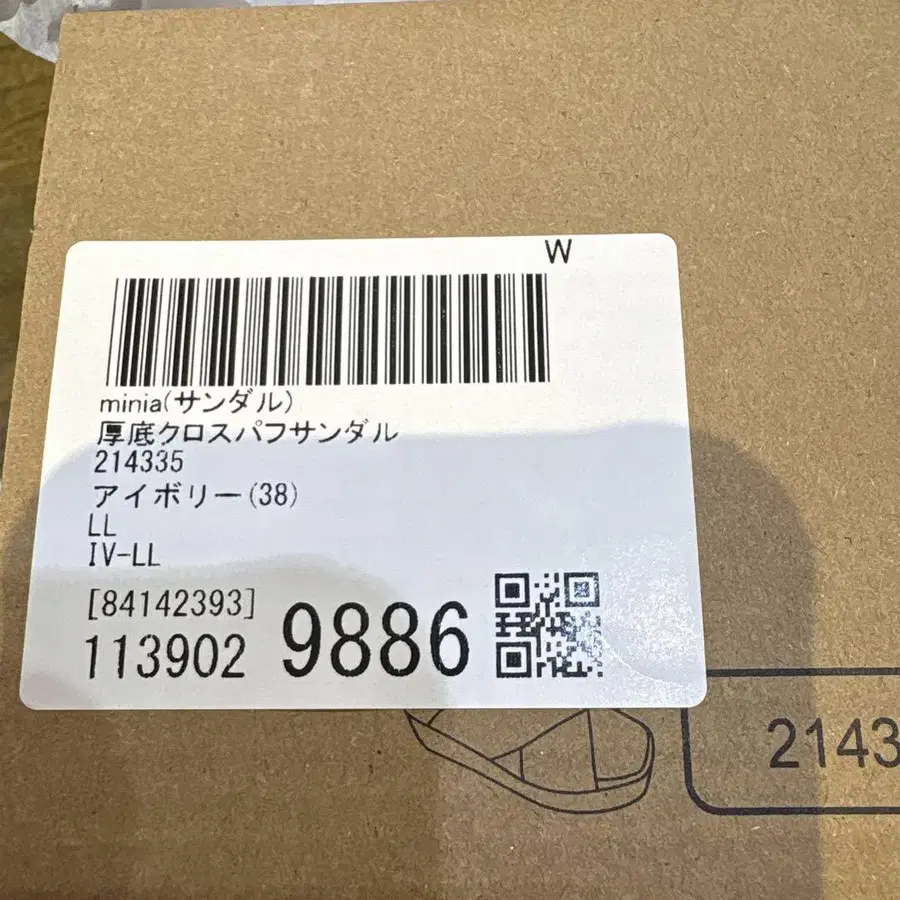 W
minia(サンダル)
厚底クロスパフサンダル
214335
アイボリー(38)
LL
IV-LL
[84142393]
113902 9886
2143